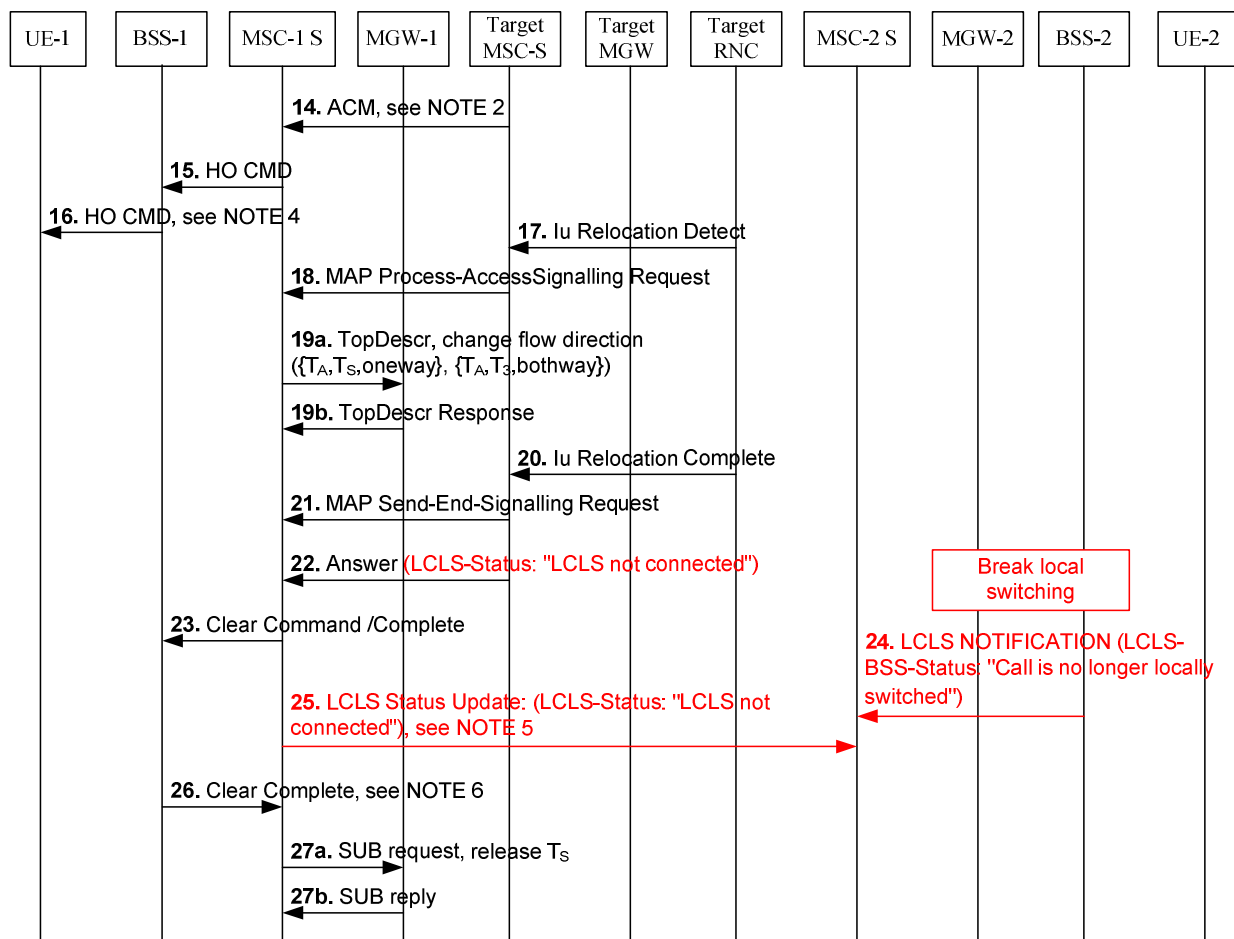 UE-1
BSS-1
MSC-1 S
MGW-1
Target
MSC-S
Target
MGW
Target
RNC
MSC-2 S
MGW-2
BSS-2
UE-2
14. ACM, see NOTE 2
15. HO CMD
16. HO CMD, see NOTE 4
17. Iu Relocation Detect
18. MAP Process-AccessSignalling Request
19a. TopDescr, change flow direction
({TA,TS,oneway}, {TA,T3,bothway})
19b. TopDescr Response
20. Iu Relocation Complete
21. MAP Send-End-Signalling Request
22. Answer (LCLS-Status: "LCLS not connected")
Break local
switching
23. Clear Command /Complete
24. LCLS NOTIFICATION (LCLS-
BSS-Status: "Call is no longer locally
switched")
25. LCLS Status Update: (LCLS-Status: "LCLS not
connected"), see NOTE 5
26. Clear Complete, see NOTE 6
27a. SUB request, release TS
27b. SUB reply